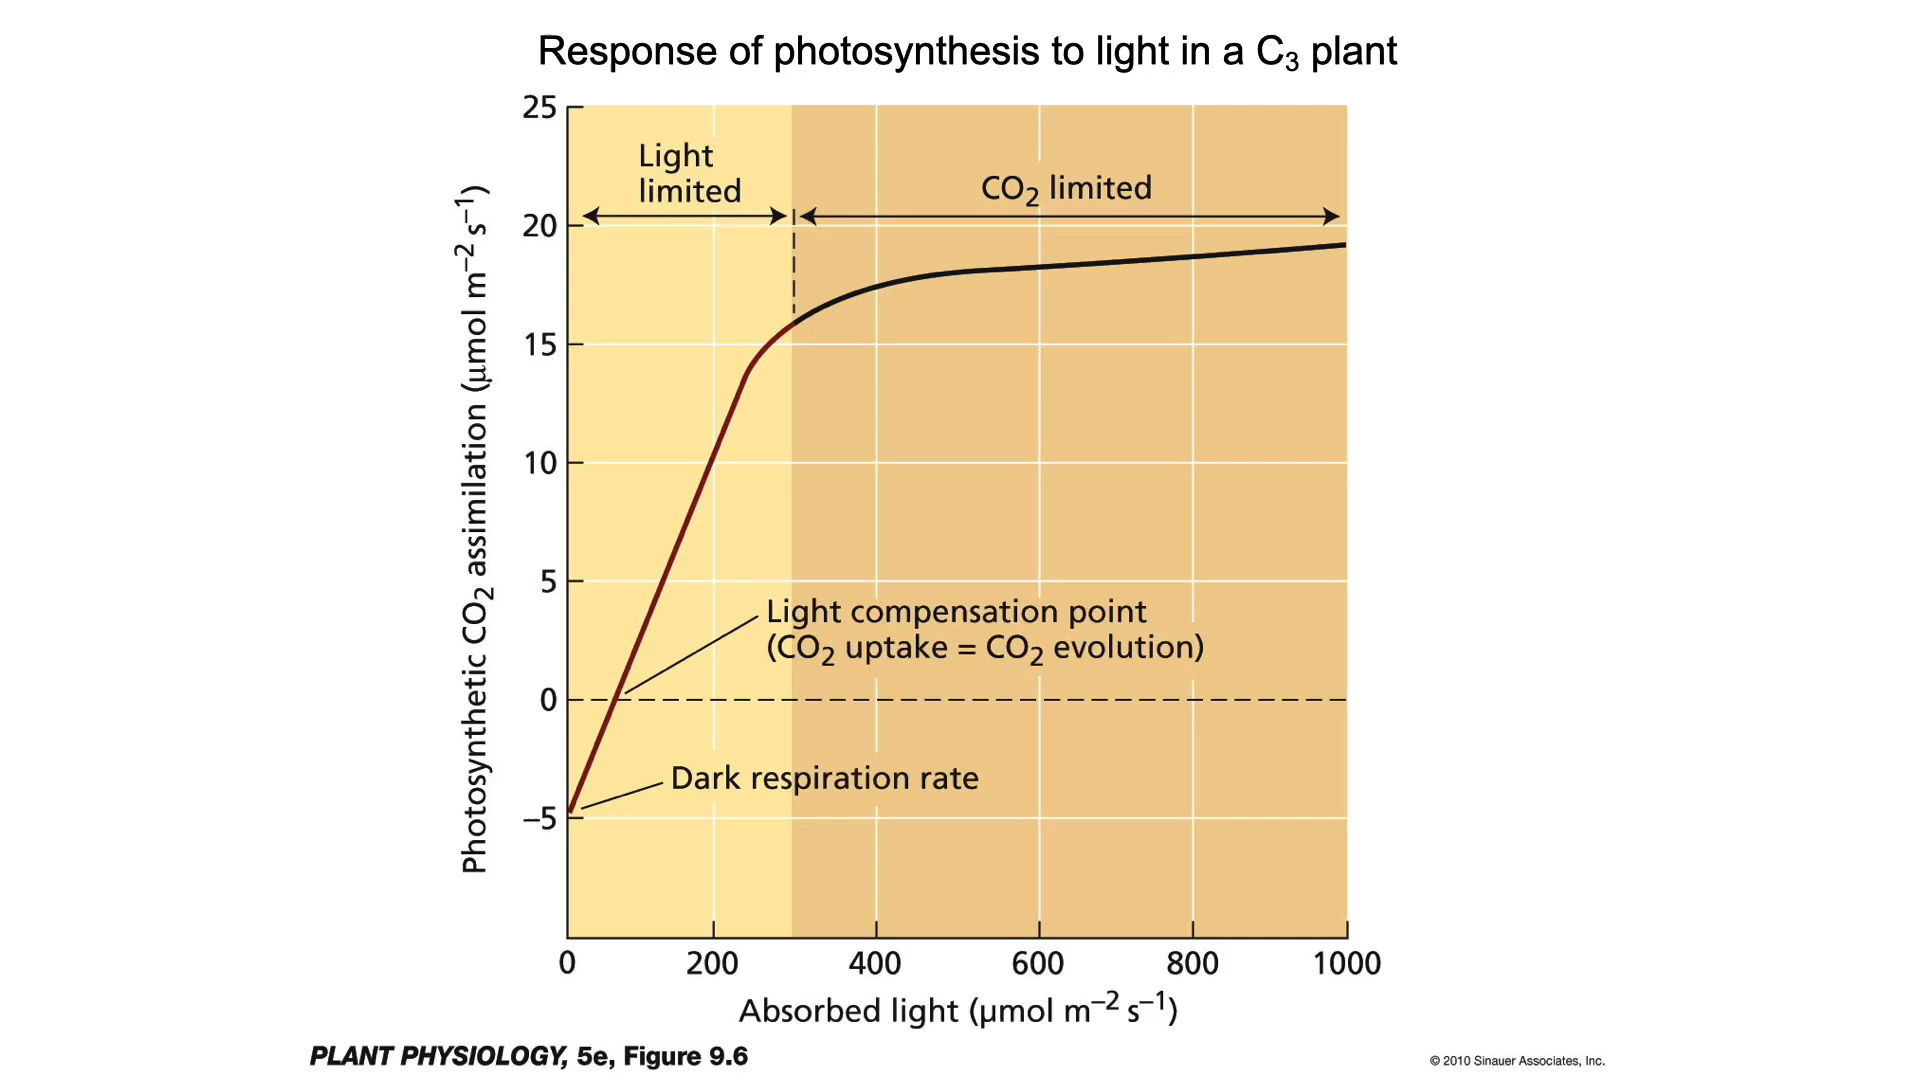 Response of photosynthesis to light in a C₃ plant
25
Light
limited
CO₂ limited
20
15
10
5
Light compensation point
(CO₂ uptake = CO₂ evolution)
0
Dark respiration rate
–5
Photosynthetic CO₂ assimilation (μmol m⁻² s⁻¹)
0 200 400 600 800 1000
Absorbed light (μmol m⁻² s⁻¹)
PLANT PHYSIOLOGY, 5e, Figure 9.6
© 2010 Sinauer Associates, Inc.